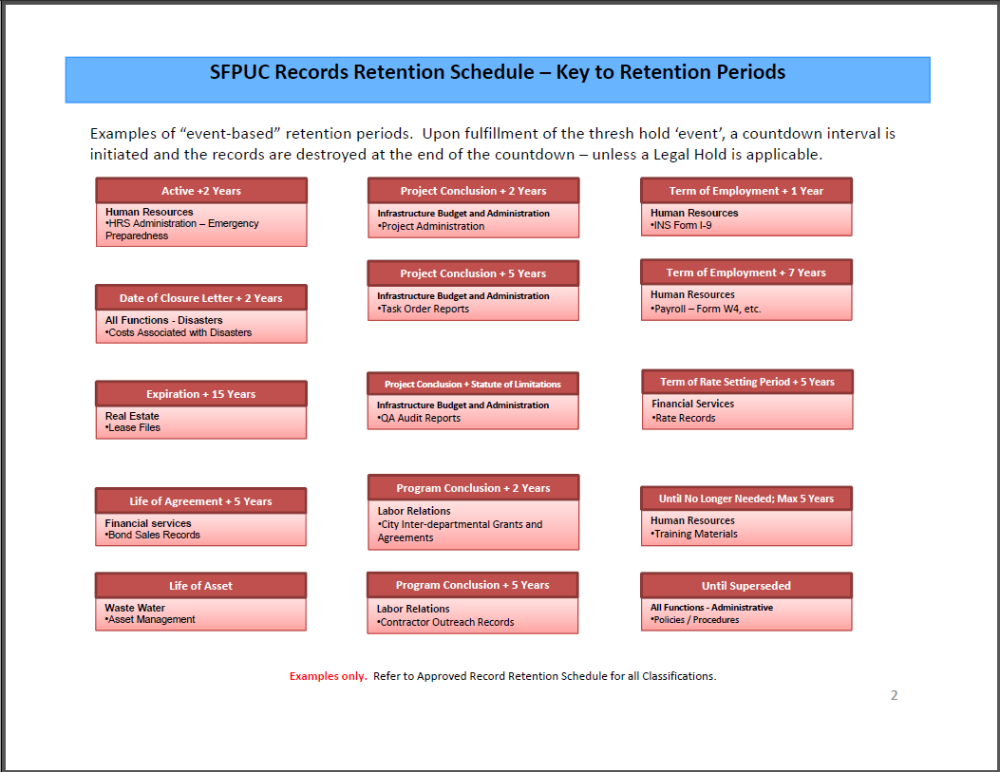 SFPUC Records Retention Schedule – Key to Retention Periods
Examples of “event-based” retention periods.  Upon fulfillment of the thresh hold ‘event’, a countdown interval is
initiated and the records are destroyed at the end of the countdown – unless a Legal Hold is applicable.
Active +2 Years
Human Resources
•HRS Administration – Emergency
Preparedness
Date of Closure Letter + 2 Years
All Functions - Disasters
•Costs Associated with Disasters
Expiration + 15 Years
Real Estate
•Lease Files
Life of Agreement + 5 Years
Financial services
•Bond Sales Records
Life of Asset
Waste Water
•Asset Management
Project Conclusion + 2 Years
Infrastructure Budget and Administration
•Project Administration
Project Conclusion + 5 Years
Infrastructure Budget and Administration
•Task Order Reports
Project Conclusion + Statute of Limitations
Infrastructure Budget and Administration
•QA Audit Reports
Program Conclusion + 2 Years
Labor Relations
•City Inter-departmental Grants and
Agreements
Program Conclusion + 5 Years
Labor Relations
•Contractor Outreach Records
Term of Employment + 1 Year
Human Resources
•INS Form I-9
Term of Employment + 7 Years
Human Resources
•Payroll – Form W4, etc.
Term of Rate Setting Period + 5 Years
Financial Services
•Rate Records
Until No Longer Needed; Max 5 Years
Human Resources
•Training Materials
Until Superseded
All Functions - Administrative
•Policies / Procedures
Examples only.  Refer to Approved Record Retention Schedule for all Classifications.
2